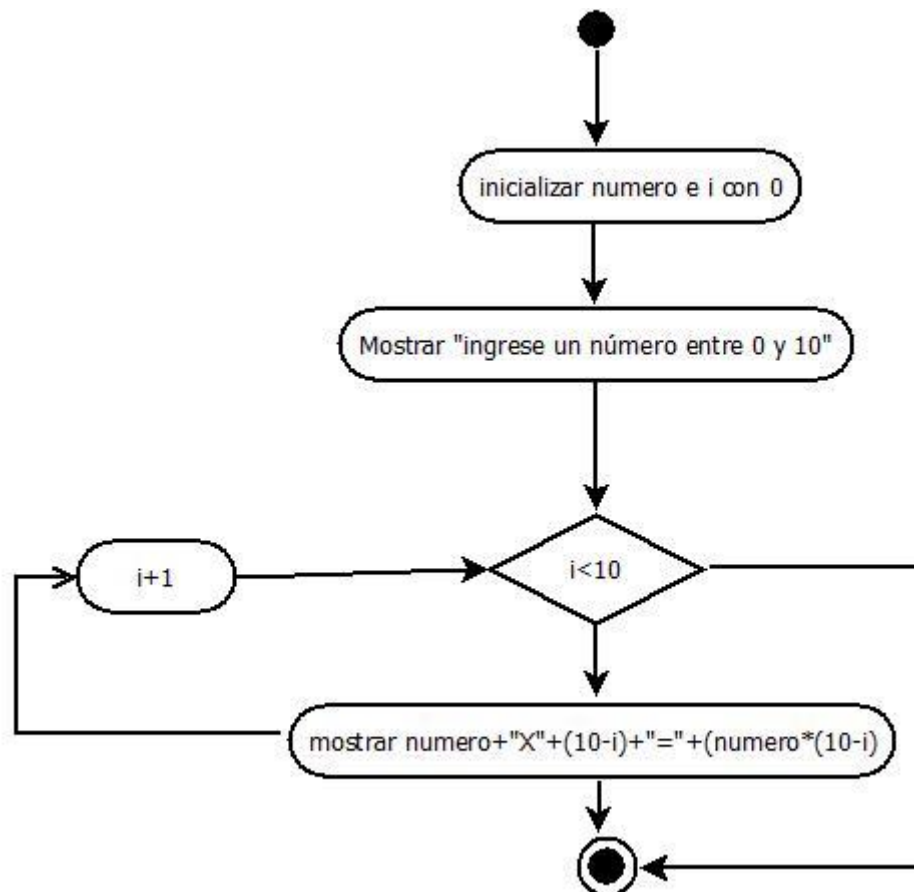 inicializar numero e i con 0
Mostrar "ingrese un número entre 0 y 10"
i<10
i+1
mostrar numero+"X"+(10-i)+"="+(numero*(10-i)